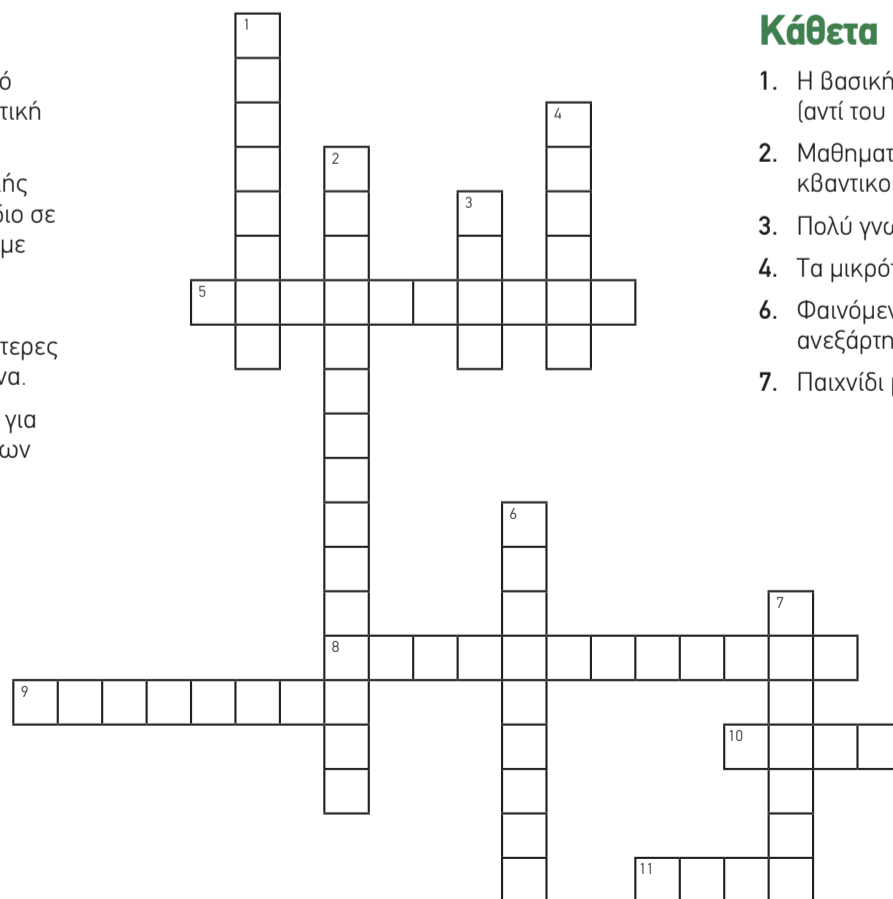 ό
τική
ής
διο σε
με
τερες
να.
για
ων
1
4
2
3
5
6
7
8
9
10
11
Κάθετα
1. Η βασική
(αντί του
2. Μαθηματ
κβαντικο
3. Πολύ γνω
4. Τα μικρότ
6. Φαινόμεν
ανεξάρτη
7. Παιχνίδι